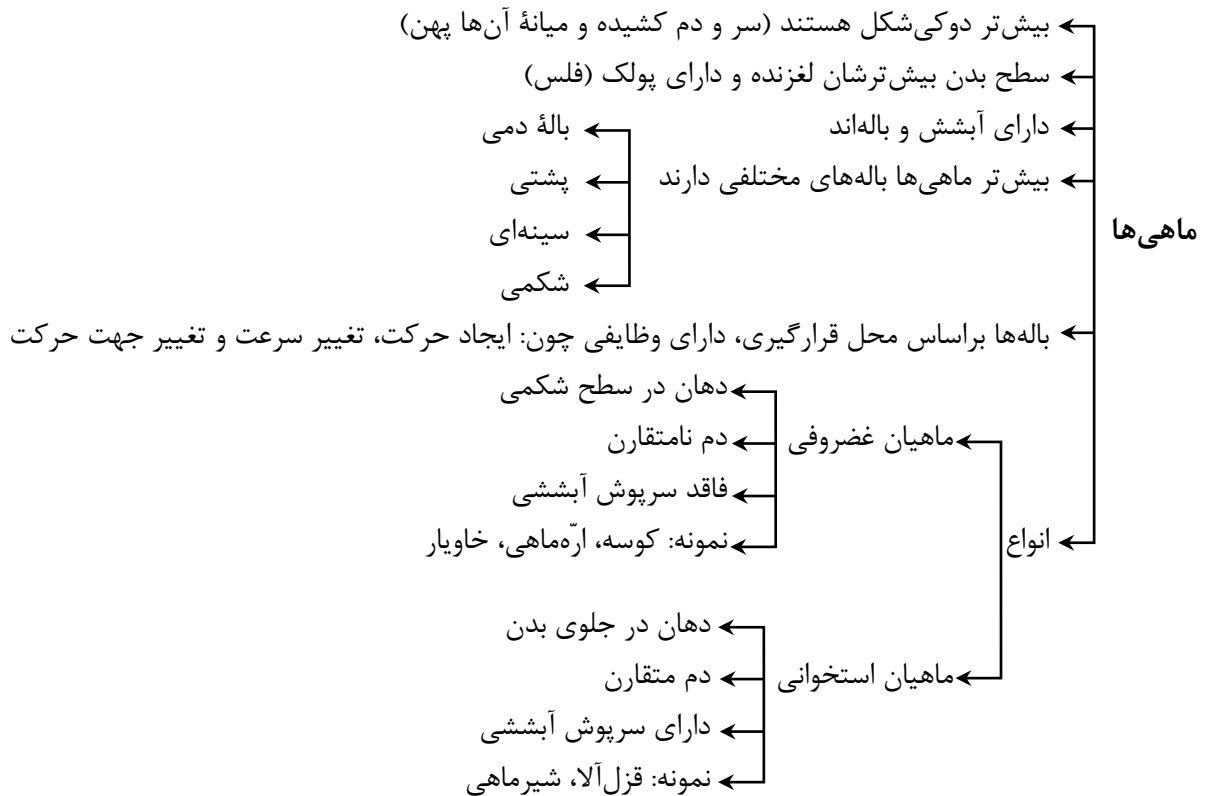 بیش‌تر دوکی‌شکل هستند (سر و دم کشیده و میانهٔ آن‌ها پهن)
سطح بدن بیش‌ترشان لغزنده و دارای پولک (فلس)
دارای آبشش و باله‌اند
بیش‌تر ماهی‌ها باله‌های مختلفی دارند
بالهٔ دمی
پشتی
سینه‌ای
شکمی
ماهی‌ها
باله‌ها براساس محل قرارگیری، دارای وظایفی چون: ایجاد حرکت، تغییر سرعت و تغییر جهت حرکت
انواع
ماهیان غضروفی
دهان در سطح شکمی
دم نامتقارن
فاقد سرپوش آبششی
نمونه: کوسه، ارّه‌ماهی، خاویار
ماهیان استخوانی
دهان در جلوی بدن
دم متقارن
دارای سرپوش آبششی
نمونه: قزل‌آلا، شیرماهی